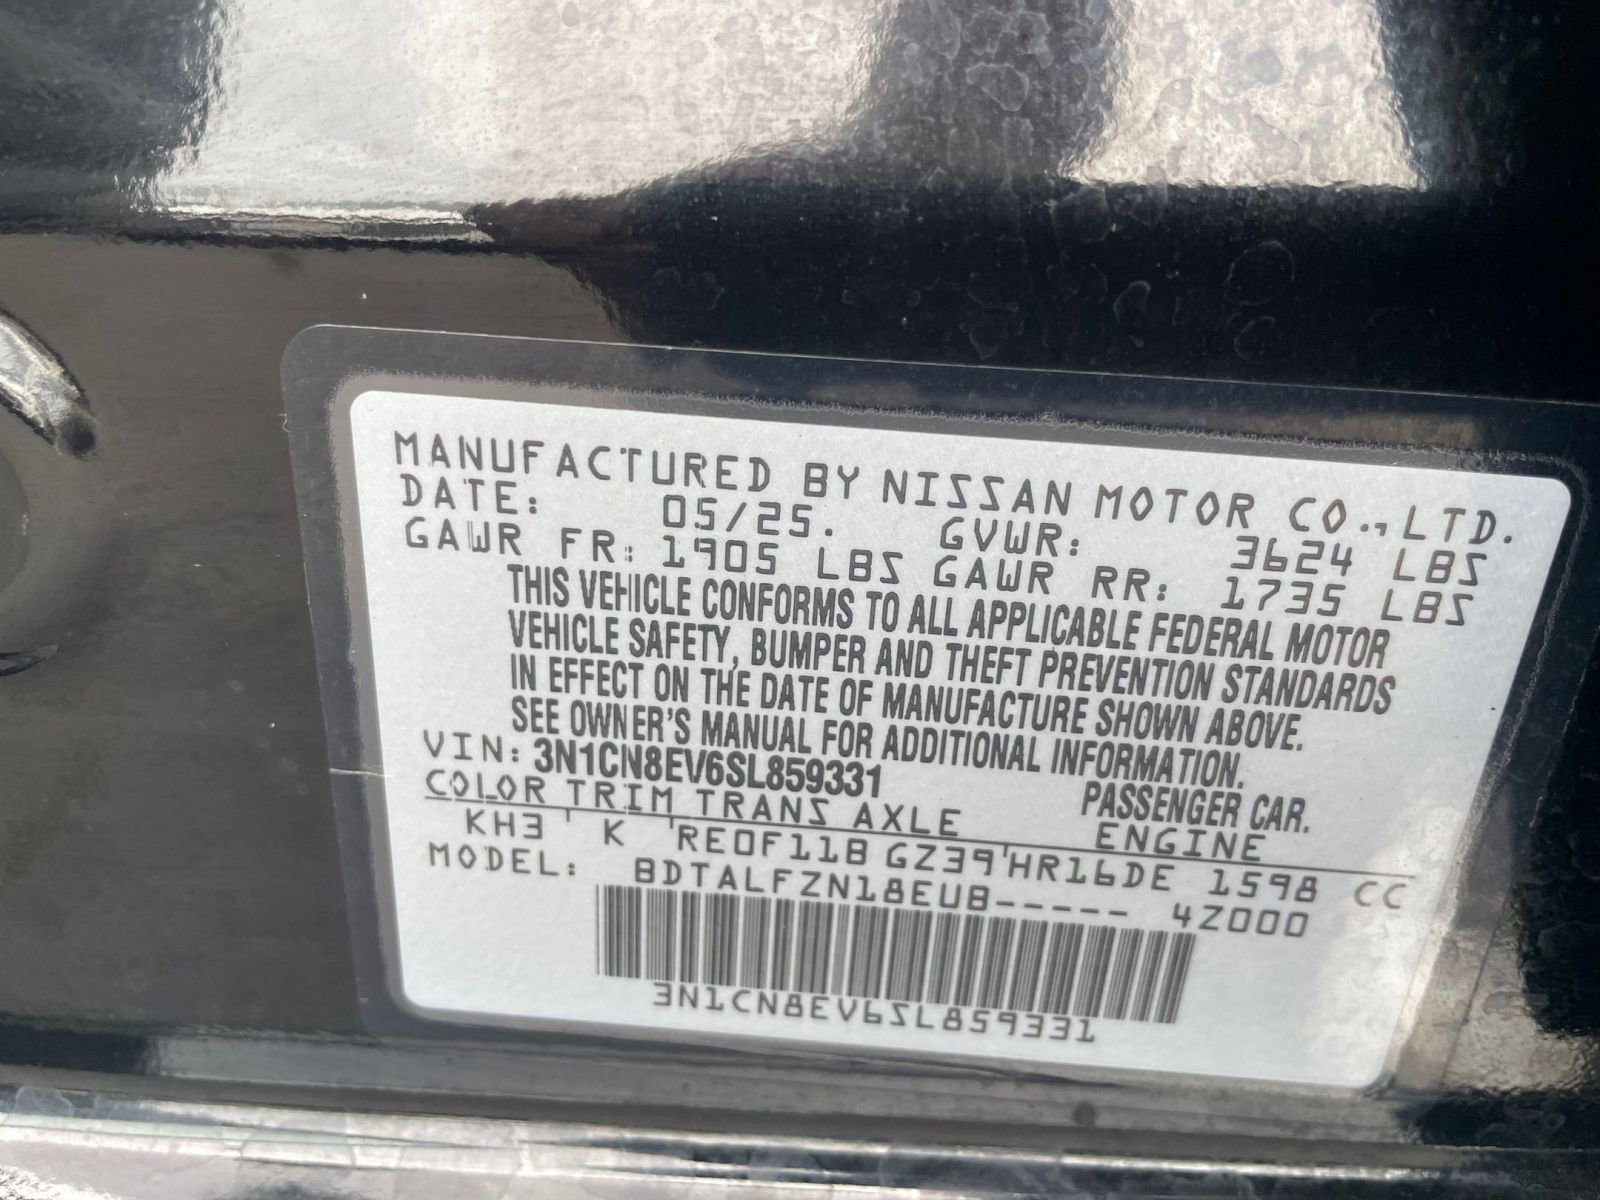 MANUFACTURED BY NISSAN MOTOR CO., LTD.
DATE: 05/25. GVWR: 3624 LBS
GAWR FR: 1905 LBS GAWR RR: 1735 LBS
THIS VEHICLE CONFORMS TO ALL APPLICABLE FEDERAL MOTOR
VEHICLE SAFETY, BUMPER AND THEFT PREVENTION STANDARDS
IN EFFECT ON THE DATE OF MANUFACTURE SHOWN ABOVE.
SEE OWNER'S MANUAL FOR ADDITIONAL INFORMATION.
VIN: 3N1CN8EV6SL859331 PASSENGER CAR.
COLOR TRIM TRANS AXLE ENGINE
KH3 K RE0F11B GZ39 HR16DE 1598 CC
MODEL: BDTALFZN18EUB----- 4Z000
3N1CN8EV6SL859331